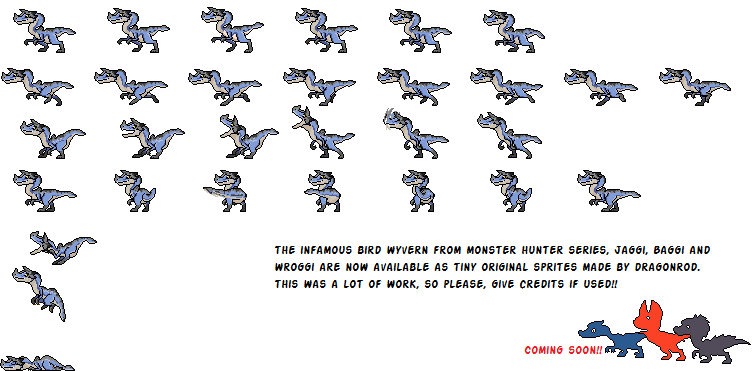 THE INFAMOUS BIRD WYVERN FROM MONSTER HUNTER SERIES, JAGGI, BAGGI AND
WROGGI ARE NOW AVAILABLE AS TINY ORIGINAL SPRITES MADE BY DRAGONROD.
THIS WAS A LOT OF WORK, SO PLEASE, GIVE CREDITS IF USED!!
COMING SOON!!